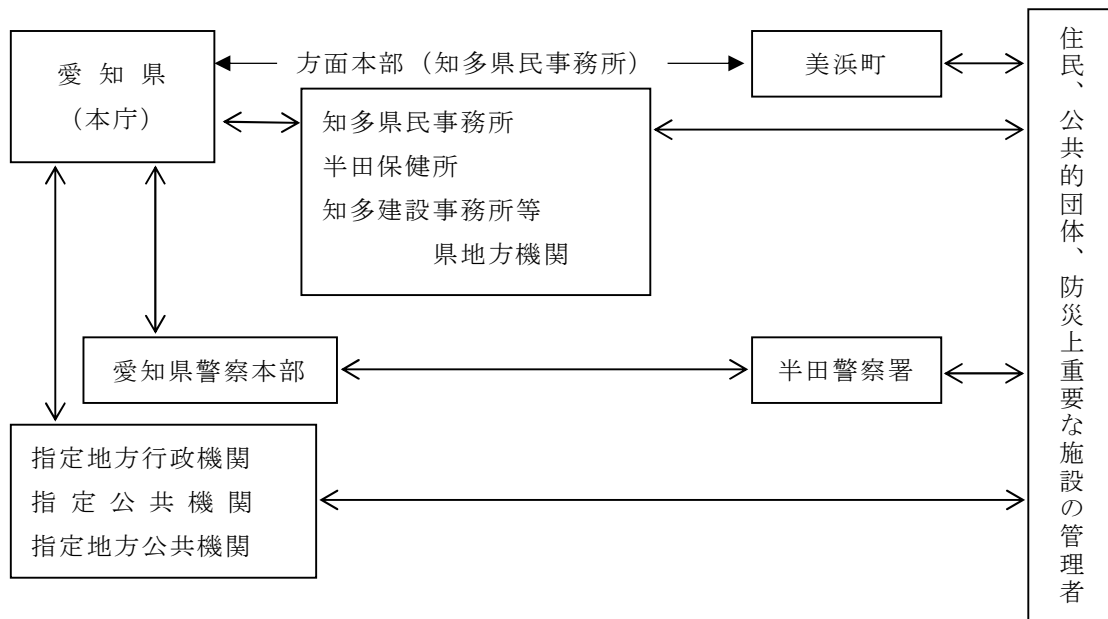 愛 知 県
（本庁）
方面本部（知多県民事務所）
美浜町
知多県民事務所
半田保健所
知多建設事務所等
県地方機関
愛知県警察本部
半田警察署
指定地方行政機関
指 定 公 共 機 関
指定地方公共機関
住民、公共的団体、防災上重要な施設の管理者